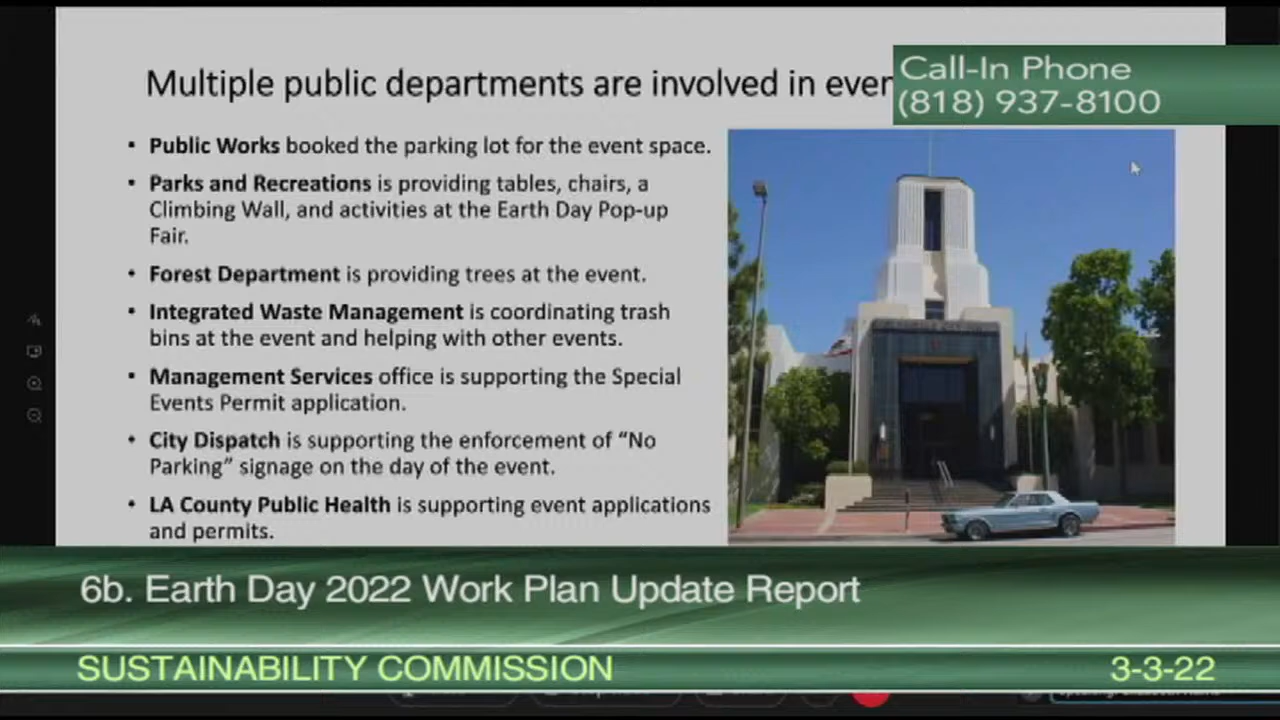 Multiple public departments are involved in
Call-In Phone
(818) 937-8100
▪ Public Works booked the parking lot for the event space.
▪ Parks and Recreations is providing tables, chairs, a
Climbing Wall, and activities at the Earth Day Pop-up
Fair.
▪ Forest Department is providing trees at the event.
▪ Integrated Waste Management is coordinating trash
bins at the event and helping with other events.
▪ Management Services office is supporting the Special
Events Permit application.
▪ City Dispatch is supporting the enforcement of “No
Parking” signage on the day of the event.
▪ LA County Public Health is supporting event applications
and permits.
6b. Earth Day 2022 Work Plan Update Report
SUSTAINABILITY COMMISSION
3-3-22